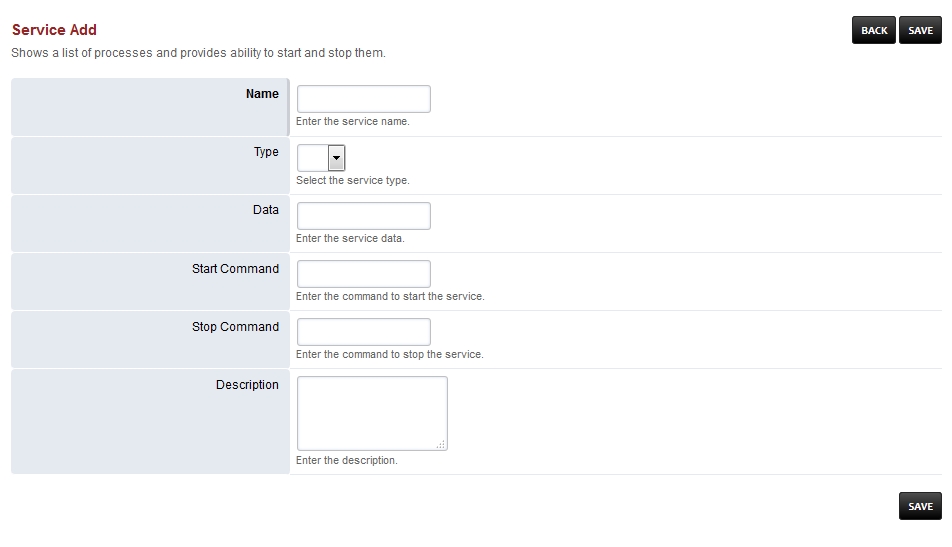 Service Add
BACK SAVE
Shows a list of processes and provides ability to start and stop them.
Name
Enter the service name.
Type
Select the service type.
Data
Enter the service data.
Start Command
Enter the command to start the service.
Stop Command
Enter the command to stop the service.
Description
Enter the description.
SAVE